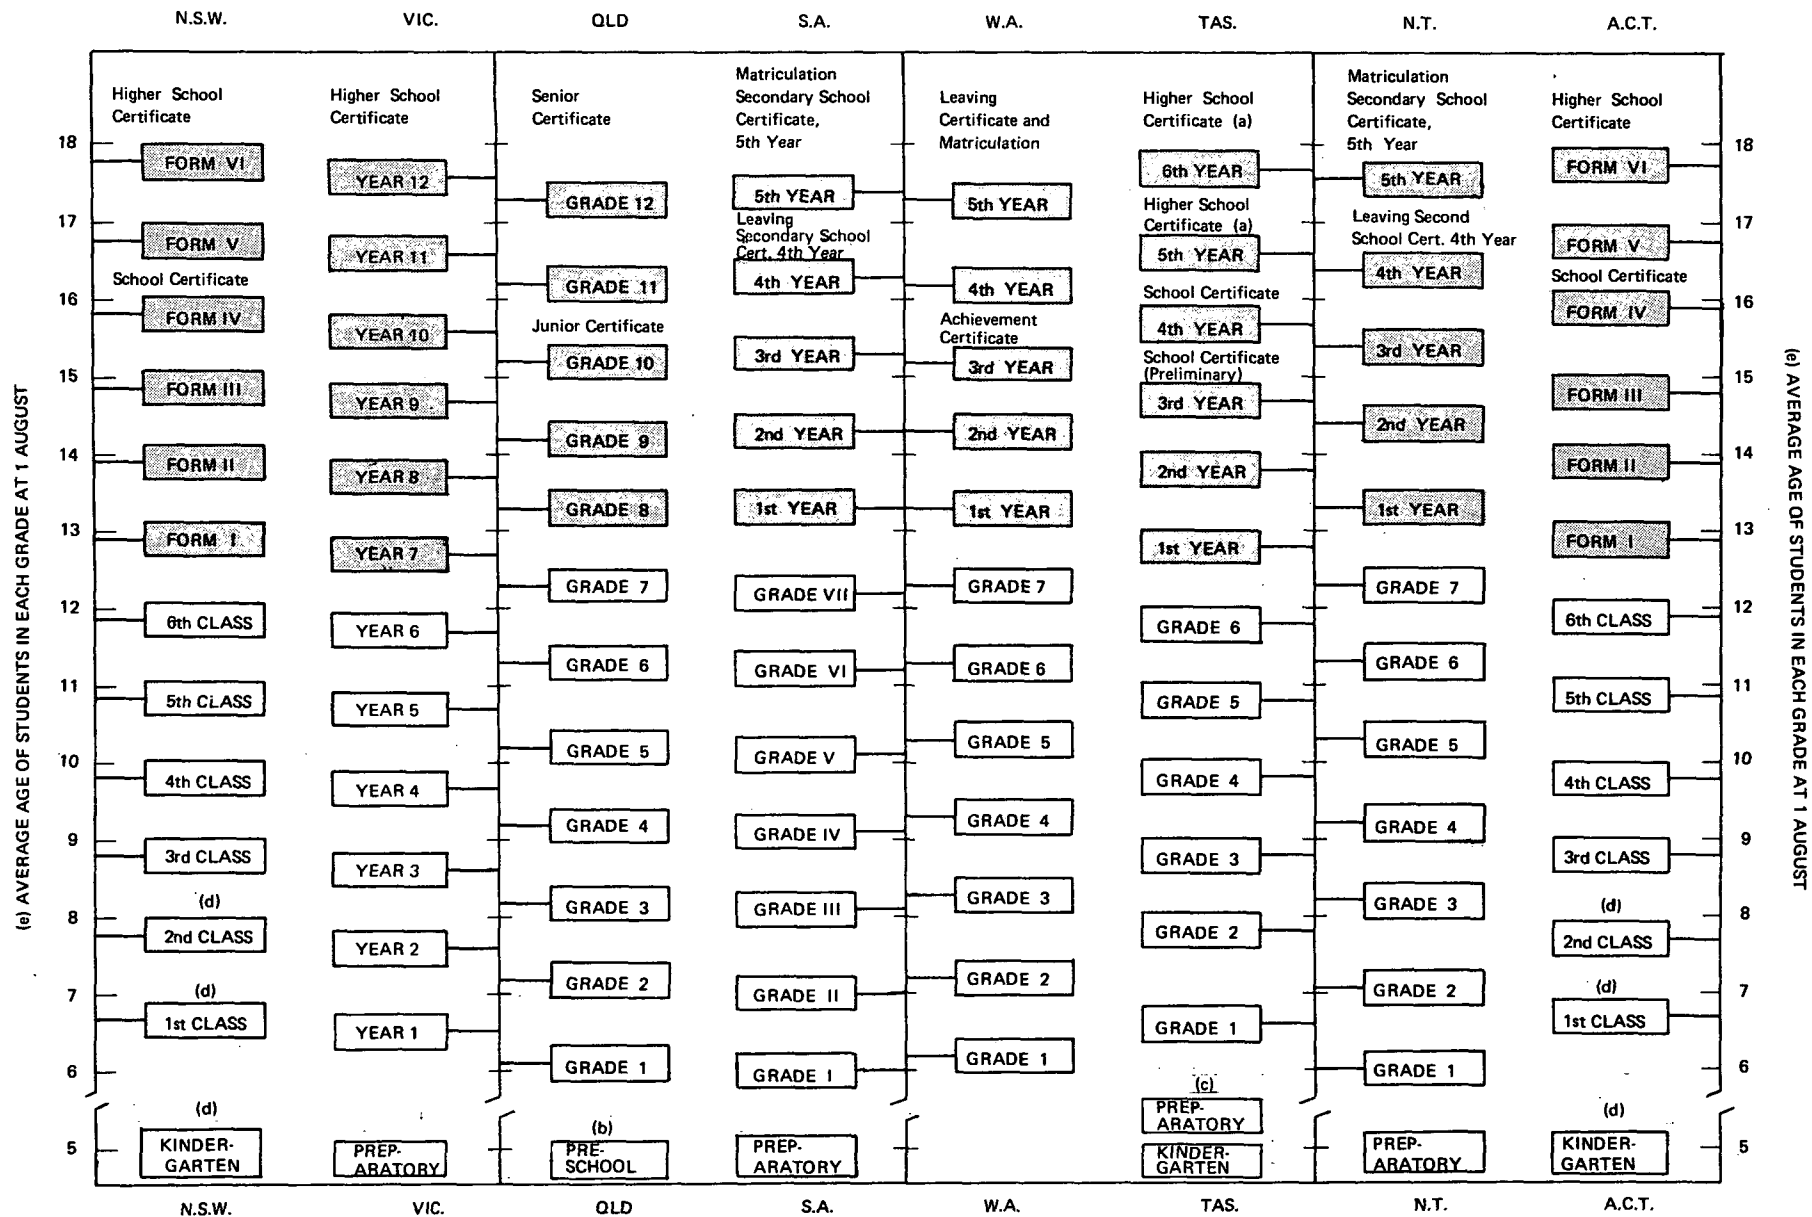 N.S.W. VIC. QLD S.A. W.A. TAS. N.T. A.C.T.
(e) AVERAGE AGE OF STUDENTS IN EACH GRADE AT 1 AUGUST
18
17
16
15
14
13
12
11
10
9
8
7
6
5
Higher School
Certificate
FORM VI
FORM V
School Certificate
FORM IV
FORM III
FORM II
FORM I
6th CLASS
5th CLASS
4th CLASS
3rd CLASS
(d)
2nd CLASS
(d)
1st CLASS
(d)
KINDER-
GARTEN
Higher School
Certificate
YEAR 12
YEAR 11
YEAR 10
YEAR 9
YEAR 8
YEAR 7
YEAR 6
YEAR 5
YEAR 4
YEAR 3
YEAR 2
YEAR 1
PREP-
ARATORY
Senior
Certificate
GRADE 12
GRADE 11
Junior Certificate
GRADE 10
GRADE 9
GRADE 8
GRADE 7
GRADE 6
GRADE 5
GRADE 4
GRADE 3
GRADE 2
GRADE 1
(b)
PRE-
SCHOOL
Matriculation
Secondary School
Certificate,
5th Year
5th YEAR
Leaving
Secondary School
Cert. 4th Year
4th YEAR
3rd YEAR
2nd YEAR
1st YEAR
GRADE VII
GRADE VI
GRADE V
GRADE IV
GRADE III
GRADE II
GRADE I
PREP-
ARATORY
Leaving
Certificate and
Matriculation
5th YEAR
4th YEAR
Achievement
Certificate
3rd YEAR
2nd YEAR
1st YEAR
GRADE 7
GRADE 6
GRADE 5
GRADE 4
GRADE 3
GRADE 2
GRADE 1
Higher School
Certificate (a)
6th YEAR
Higher School
Certificate (a)
5th YEAR
School Certificate
4th YEAR
School Certificate
(Preliminary)
3rd YEAR
2nd YEAR
1st YEAR
GRADE 6
GRADE 5
GRADE 4
GRADE 3
GRADE 2
GRADE 1
(c)
PREP-
ARATORY
KINDER-
GARTEN
Matriculation
Secondary School
Certificate,
5th Year
5th YEAR
Leaving Second
School Cert. 4th Year
4th YEAR
3rd YEAR
2nd YEAR
1st YEAR
GRADE 7
GRADE 6
GRADE 5
GRADE 4
GRADE 3
GRADE 2
GRADE 1
PREP-
ARATORY
Higher School
Certificate
FORM VI
FORM V
School Certificate
FORM IV
FORM III
FORM II
FORM I
6th CLASS
5th CLASS
4th CLASS
3rd CLASS
(d)
2nd CLASS
(d)
1st CLASS
(d)
KINDER-
GARTEN
18
17
16
15
14
13
12
11
10
9
8
7
6
5
(e) AVERAGE AGE OF STUDENTS IN EACH GRADE AT 1 AUGUST
N.S.W. VIC. QLD S.A. W.A. TAS. N.T. A.C.T.